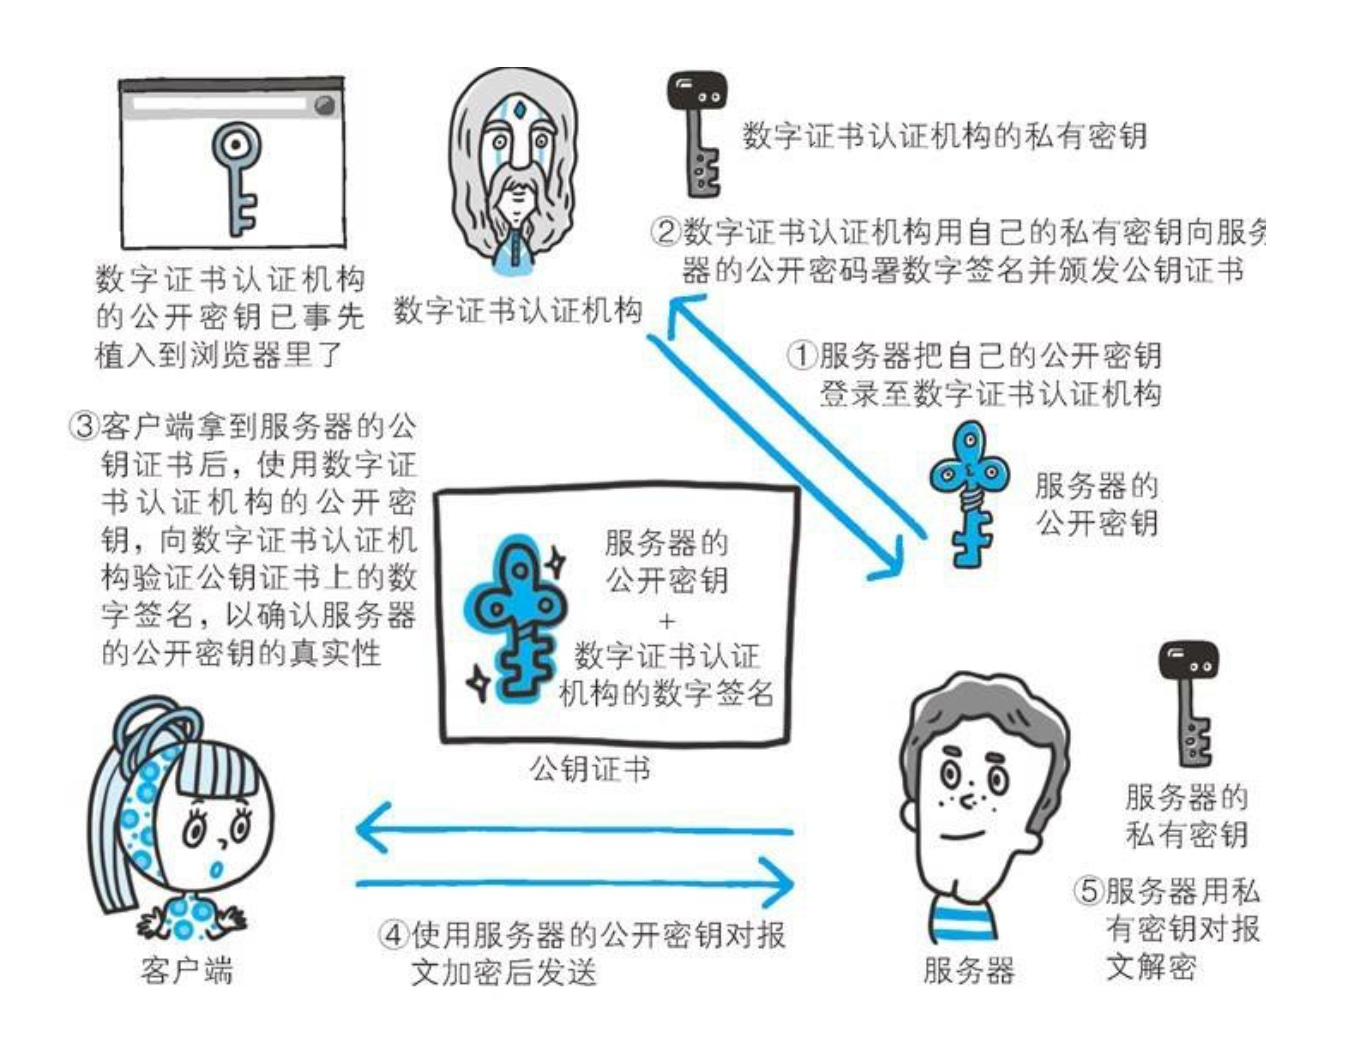 数字证书认证机构的私有密钥
②数字证书认证机构用自己的私有密钥向服务
器的公开密码署数字签名并颁发公钥证书
数字证书认证机构
的公开密钥已事先
植入到浏览器里了
数字证书认证机构
①服务器把自己的公开密钥
登录至数字证书认证机构
服务器的
公开密钥
③客户端拿到服务器的公
钥证书后，使用数字证
书认证机构的公开密
钥，向数字证书认证机
构验证公钥证书上的数
字签名，以确认服务器
的公开密钥的真实性
服务器的
公开密钥
+
数字证书认证
机构的数字签名
公钥证书
服务器的
私有密钥
⑤服务器用私
有密钥对报
文解密
④使用服务器的公开密钥对报
文加密后发送
客户端
服务器